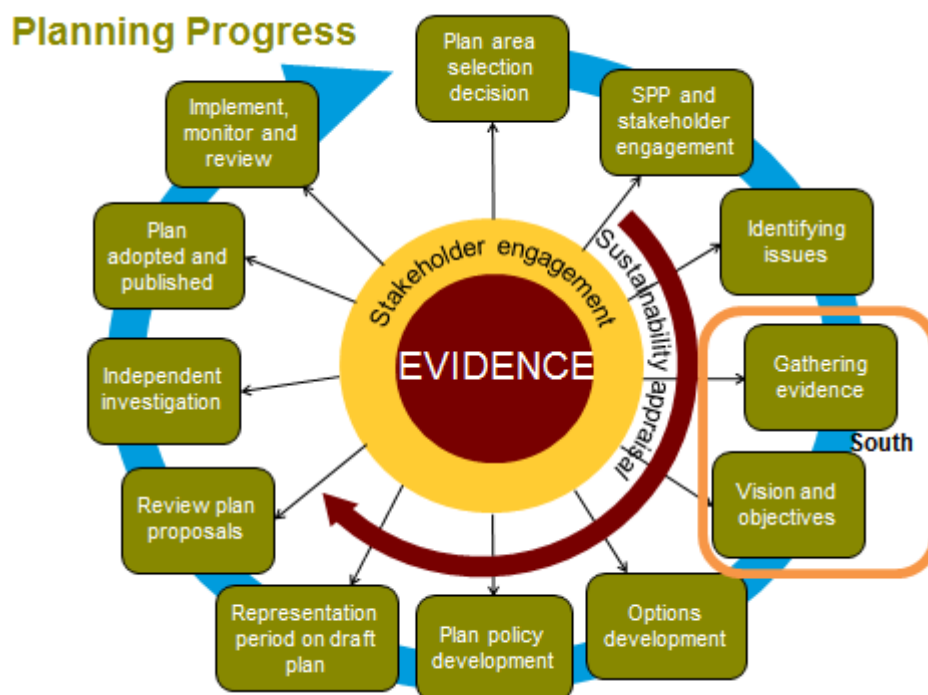 Planning Progress
Plan area
selection
decision
SPP and
stakeholder
engagement
Identifying
issues
Gathering
evidence
South
Vision and
objectives
Options
development
Plan policy
development
Representation
period on draft
plan
Review plan
proposals
Independent
investigation
Plan
adopted and
published
Implement,
monitor and
review
Stakeholder engagement
Sustainability appraisal
EVIDENCE